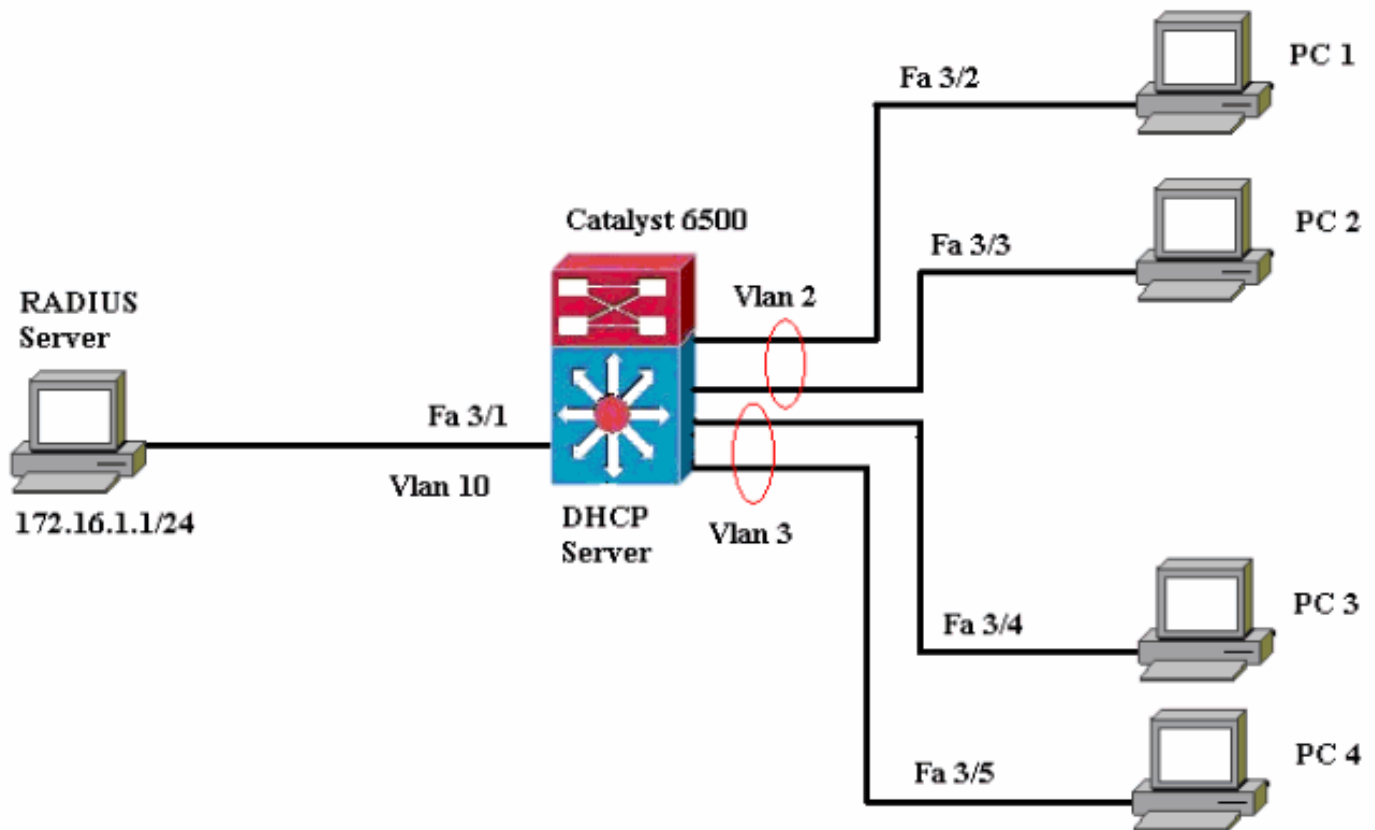 PC 1
Fa 3/2
PC 2
Catalyst 6500
Fa 3/3
Vlan 2
RADIUS
Server
Fa 3/1
Vlan 10
172.16.1.1/24
DHCP
Server
Vlan 3
PC 3
Fa 3/4
PC 4
Fa 3/5